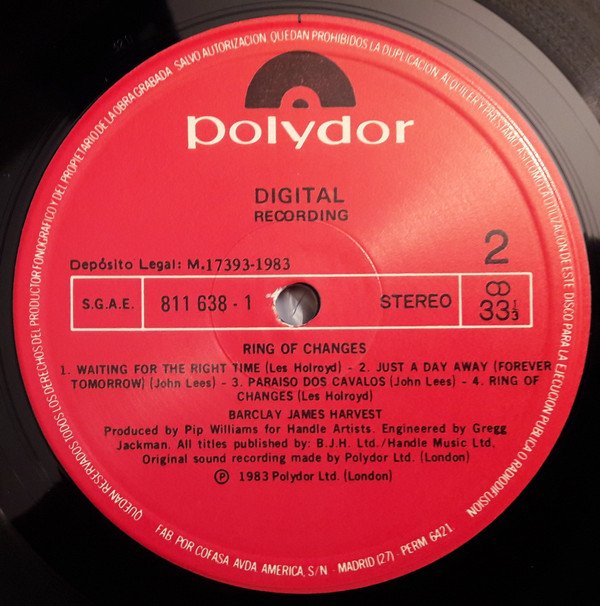 QUEDAN RESERVADOS TODOS LOS DERECHOS DEL PRODUCTOR FONOGRAFICO Y DEL PROPIETARIO DE LA OBRA GRABADA. SALVO AUTORIZACION QUEDAN PROHIBIDOS LA DUPLICACION, ALQUILER Y PRESTAMO ASI COMO LA UTILIZACION DE ESTE DISCO PARA LA EJECUCION PUBLICA O RADIODIFUSION
polydor
DIGITAL
RECORDING
2
Depósito Legal: M.17393-1983
S.G.A.E. 811 638 - 1 STEREO 33 1/3
RING OF CHANGES
1. WAITING FOR THE RIGHT TIME (Les Holroyd) - 2. JUST A DAY AWAY (FOREVER
TOMORROW) (John Lees) - 3. PARAISO DOS CAVALOS (John Lees) - 4. RING OF
CHANGES (Les Holroyd)
BARCLAY JAMES HARVEST
Produced by Pip Williams for Handle Artists. Engineered by Gregg
Jackman. All titles published by: B.J.H. Ltd./Handle Music Ltd.
Original sound recording made by Polydor Ltd. (London)
Ⓟ 1983 Polydor Ltd. (London)
FAB. POR COFASA AVDA AMERICA, S/N - MADRID (27) - PERM 6421